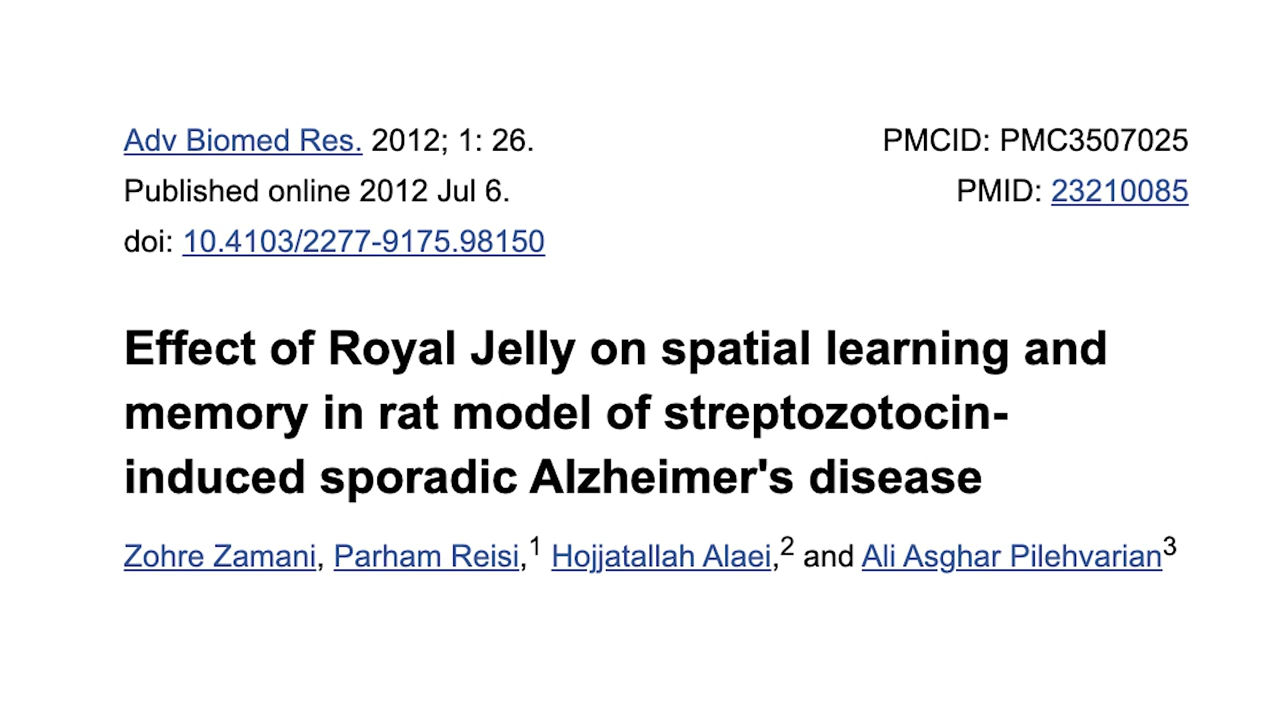 Adv Biomed Res. 2012; 1: 26.
PMCID: PMC3507025
Published online 2012 Jul 6.
PMID: 23210085
doi: 10.4103/2277-9175.98150
Effect of Royal Jelly on spatial learning and
memory in rat model of streptozotocin-
induced sporadic Alzheimer's disease
Zohre Zamani, Parham Reisi,1 Hojjatallah Alaei,2 and Ali Asghar Pilehvarian3